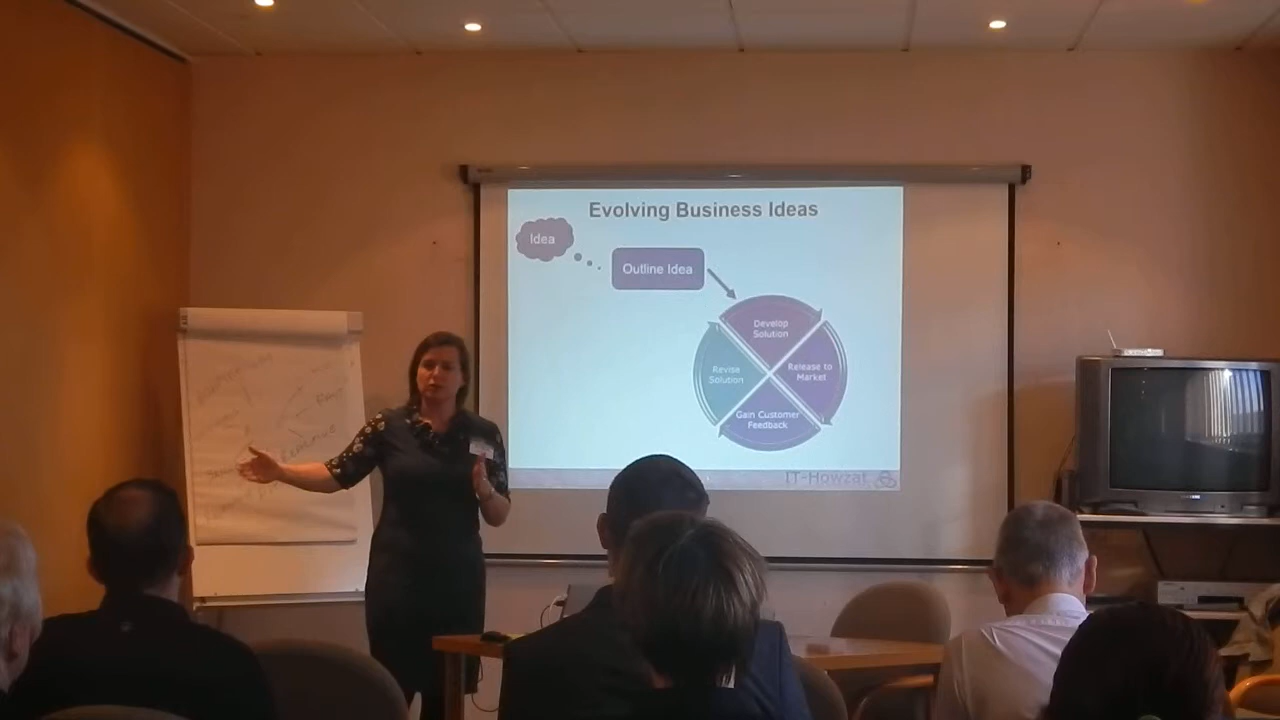 Evolving Business Ideas
Idea
Outline Idea
Develop
Solution
Release to
Market
Gain Customer
Feedback
Revise
Solution
IT-Howzat